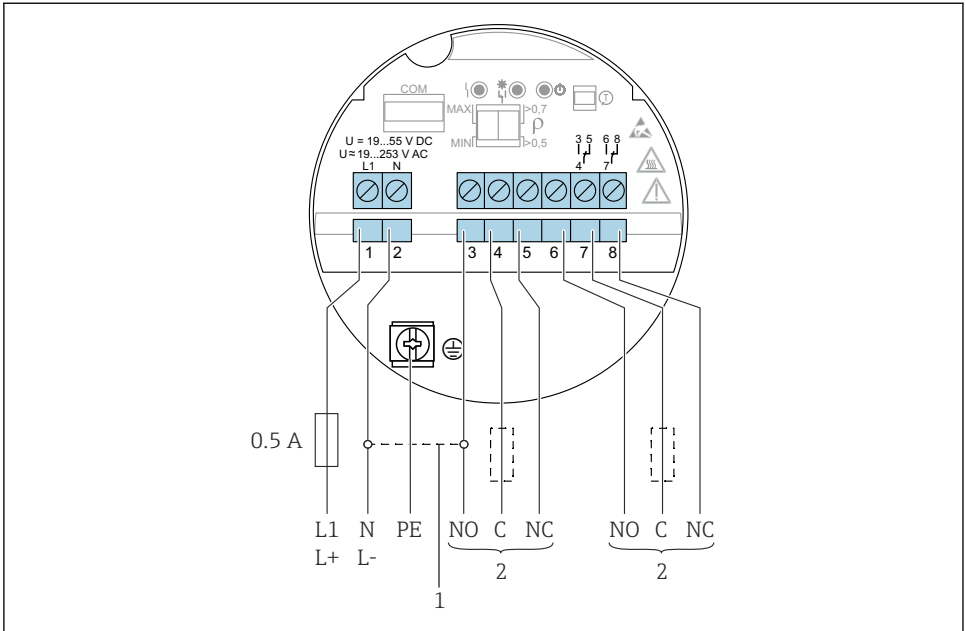 COM
MAX >0,7
ρ
MIN >0,5
U = 19...55 V DC
U ≂ 19...253 V AC
L1 N
3 5 6 8
4 7
T
1 2 3 4 5 6 7 8
0.5 A
L1 N PE NO C NC NO C NC
L+ L-
2 2
1